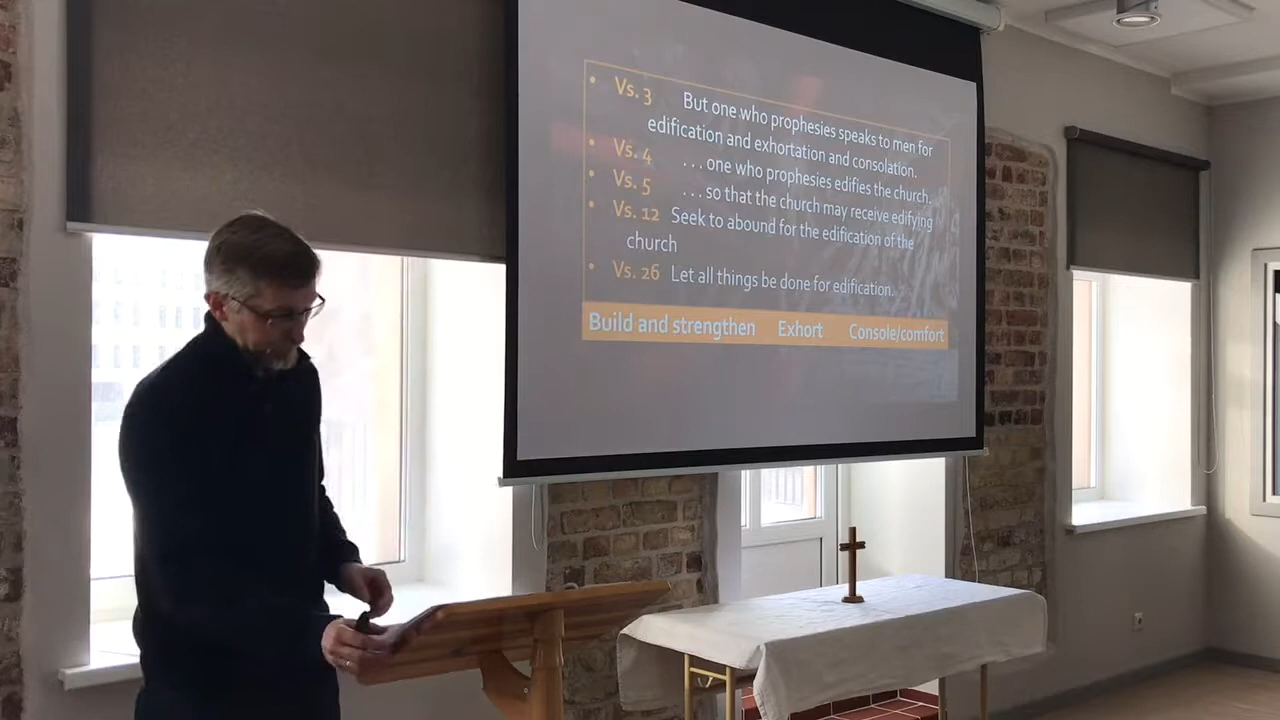 • Vs. 3 But one who prophesies speaks to men for
edification and exhortation and consolation.
• Vs. 4 ...one who prophesies edifies the church.
• Vs. 5 ...so that the church may receive edifying
• Vs. 12 Seek to abound for the edification of the
church
• Vs. 26 Let all things be done for edification.
Build and strengthen Exhort Console/comfort